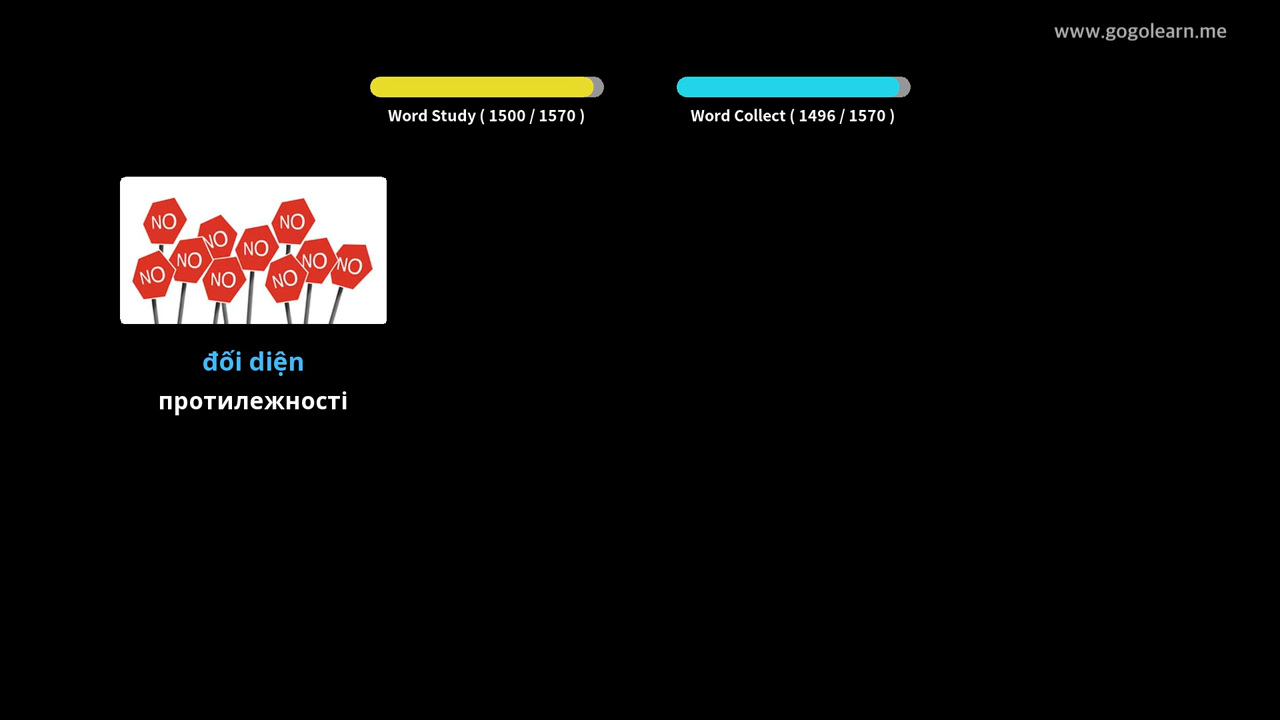 www.gogolearn.me
Word Study ( 1500 / 1570 )
Word Collect ( 1496 / 1570 )
NO
NO
NO
NO
NO
NO
NO
NO
NO
NO
đối diện
протилежності